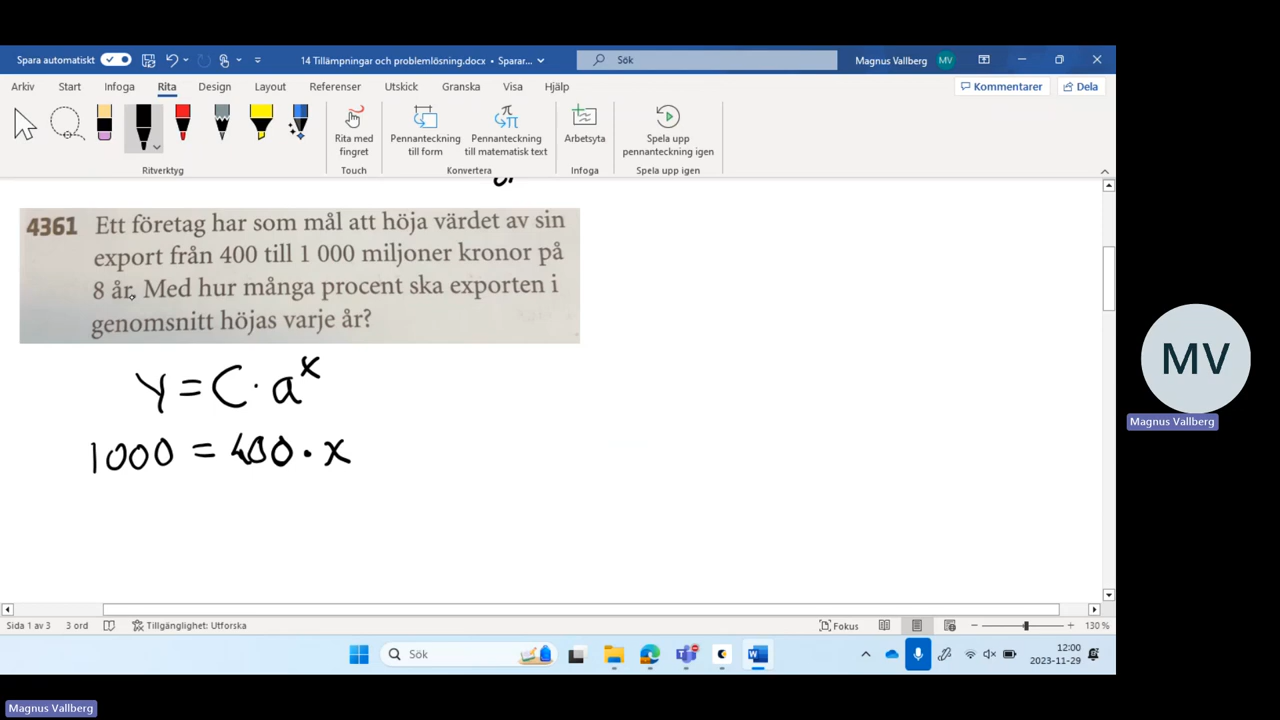 Spara automatiskt
14 Tillämpningar och problemlösning.docx • Sparar...
Sök
Magnus Vallberg MV
Arkiv Start Infoga Rita Design Layout Referenser Utskick Granska Visa Hjälp
Kommentarer Dela
Rita med fingret
Pennanteckning till form
Pennanteckning till matematisk text
Arbetsyta
Spela upp pennanteckning igen
Ritverktyg Touch Konvertera Infoga Spela upp igen
4361 Ett företag har som mål att höja värdet av sin
export från 400 till 1 000 miljoner kronor på
8 år. Med hur många procent ska exporten i
genomsnitt höjas varje år?
Y = C · a^x
1000 = 400 · x
MV
Magnus Vallberg
Sida 1 av 3 3 ord Tillgänglighet: Utforska Fokus 130 %
Sök
12:00
2023-11-29
Magnus Vallberg